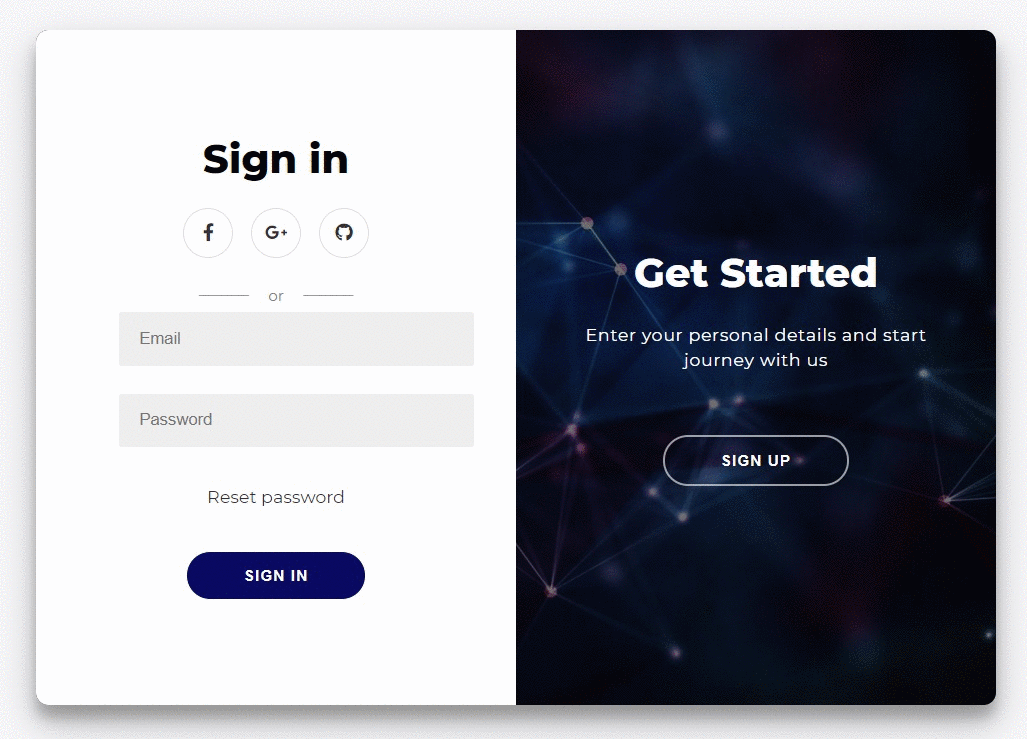 Sign in
f G+
or
Email
Password
Reset password
SIGN IN
Get Started
Enter your personal details and start
journey with us
SIGN UP